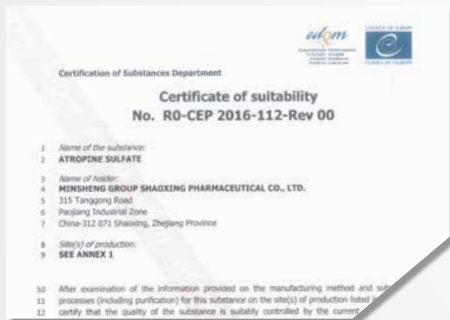 edqm
COUNCIL OF EUROPE
Certification of Substances Department
Certificate of suitability
No. R0-CEP 2016-112-Rev 00
1 Name of the substance:
2 ATROPINE SULFATE
3 Name of holder:
4 MINSHENG GROUP SHAOXING PHARMACEUTICAL CO., LTD.
5 315 Tanggong Road
6 Paojiang Industrial Zone
7 China-312 071 Shaoxing, Zhejiang Province
8 Site(s) of production:
9 SEE ANNEX 1
10 After examination of the information provided on the manufacturing method and
11 processes (including purification) for this substance on the site(s) of production listed
12 certify that the quality of the substance is suitably controlled by the current